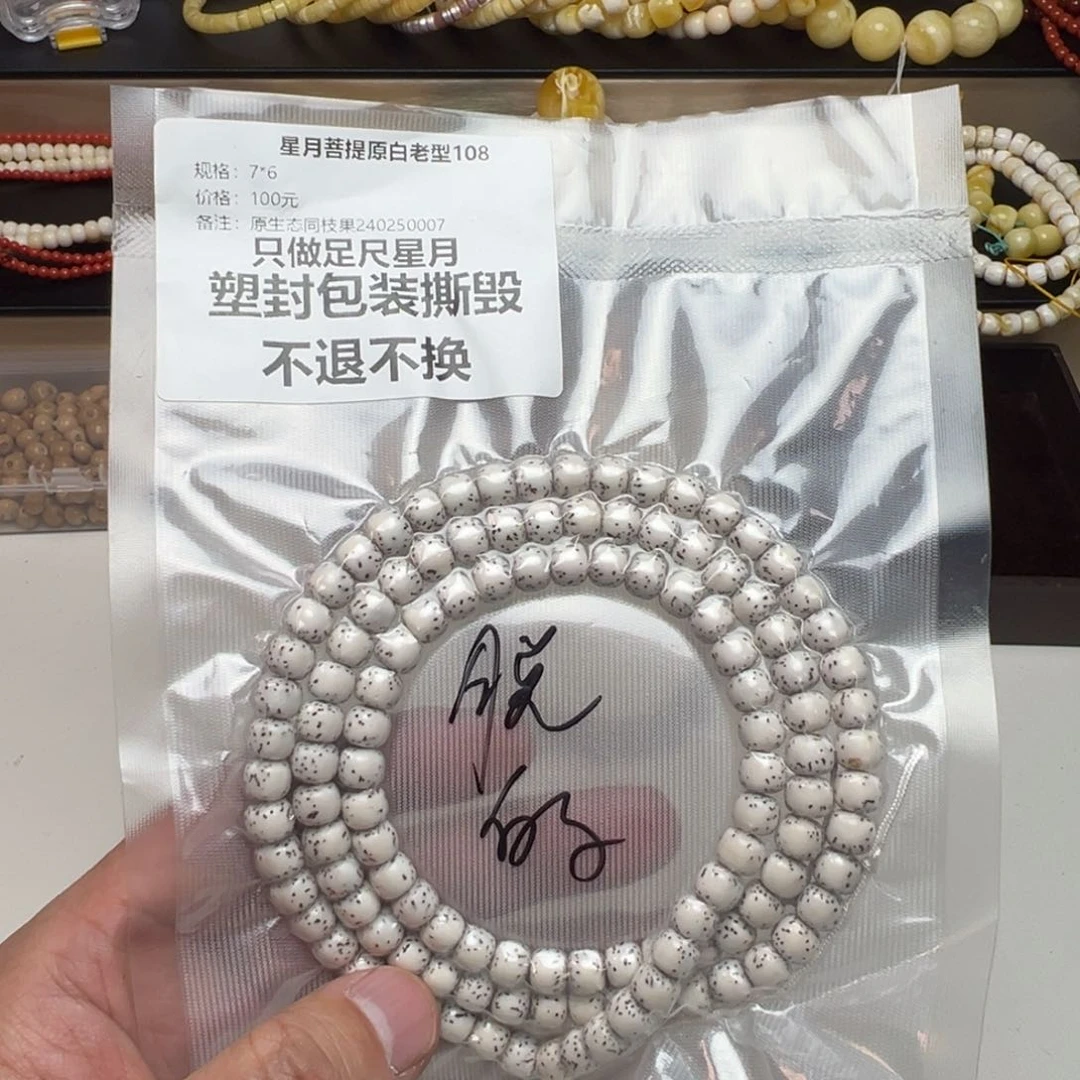 星月菩提原白老型108
规格：7*6
价格：100元
备注：原生态同枝果240250007
只做足尺星月
塑封包装撕毁
不退不换
脱
的